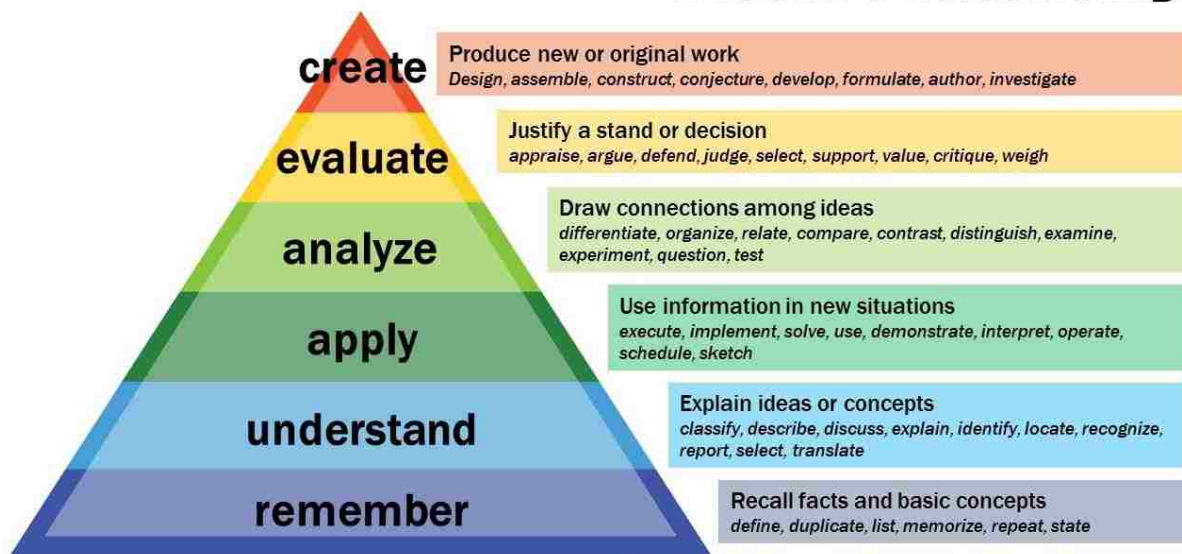 create
Produce new or original work
Design, assemble, construct, conjecture, develop, formulate, author, investigate
evaluate
Justify a stand or decision
appraise, argue, defend, judge, select, support, value, critique, weigh
analyze
Draw connections among ideas
differentiate, organize, relate, compare, contrast, distinguish, examine,
experiment, question, test
apply
Use information in new situations
execute, implement, solve, use, demonstrate, interpret, operate,
schedule, sketch
understand
Explain ideas or concepts
classify, describe, discuss, explain, identify, locate, recognize,
report, select, translate
remember
Recall facts and basic concepts
define, duplicate, list, memorize, repeat, state